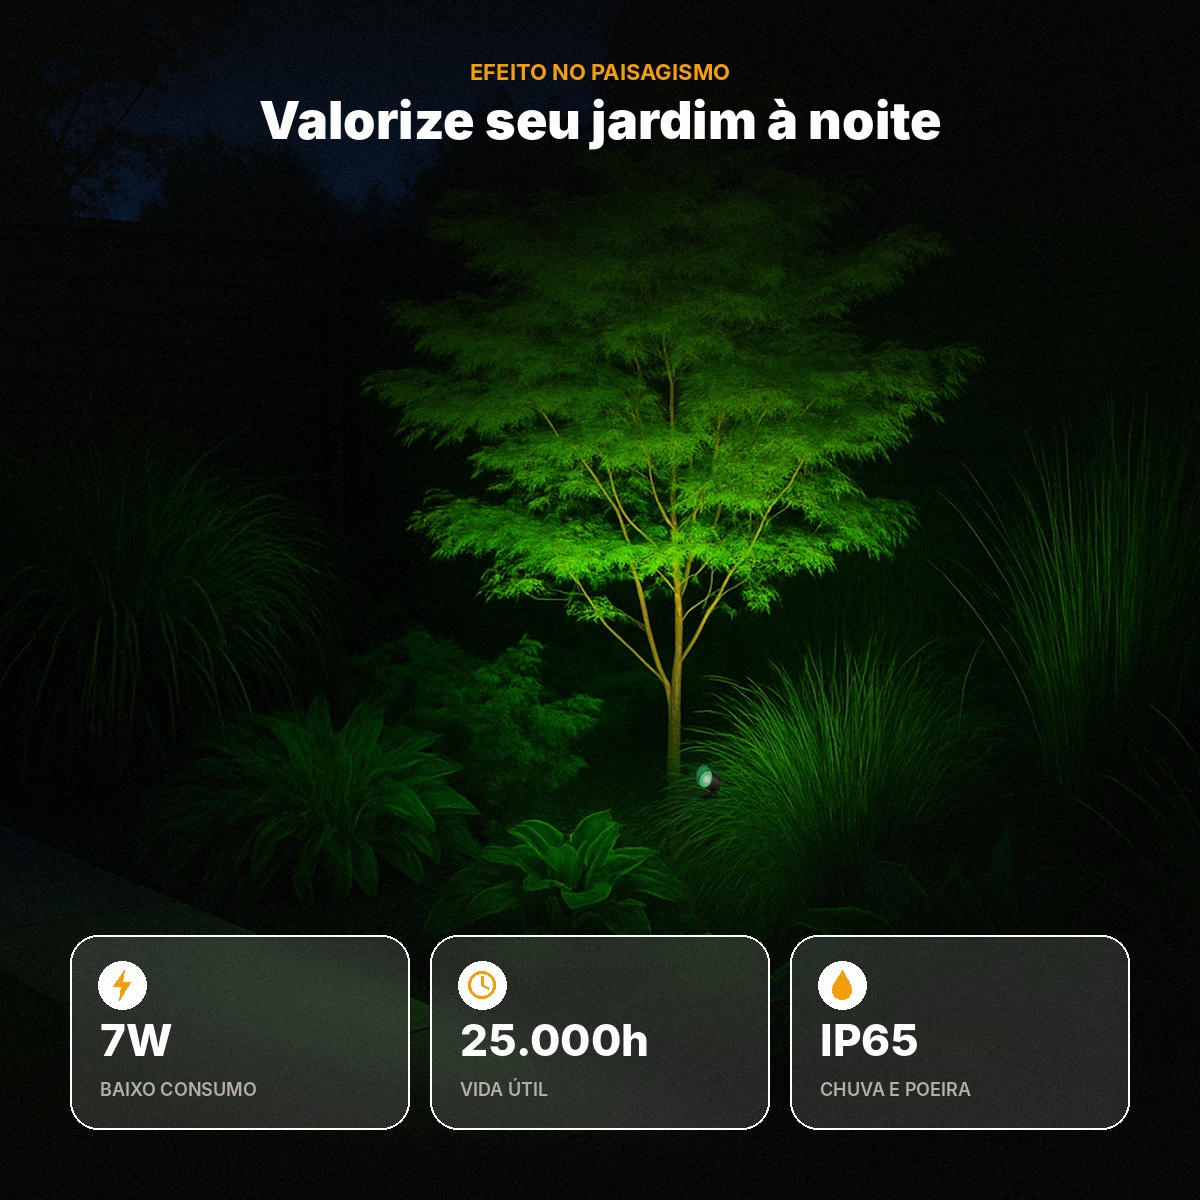 EFEITO NO PAISAGISMO
Valorize seu jardim à noite
7W
BAIXO CONSUMO
25.000h
VIDA ÚTIL
IP65
CHUVA E POEIRA